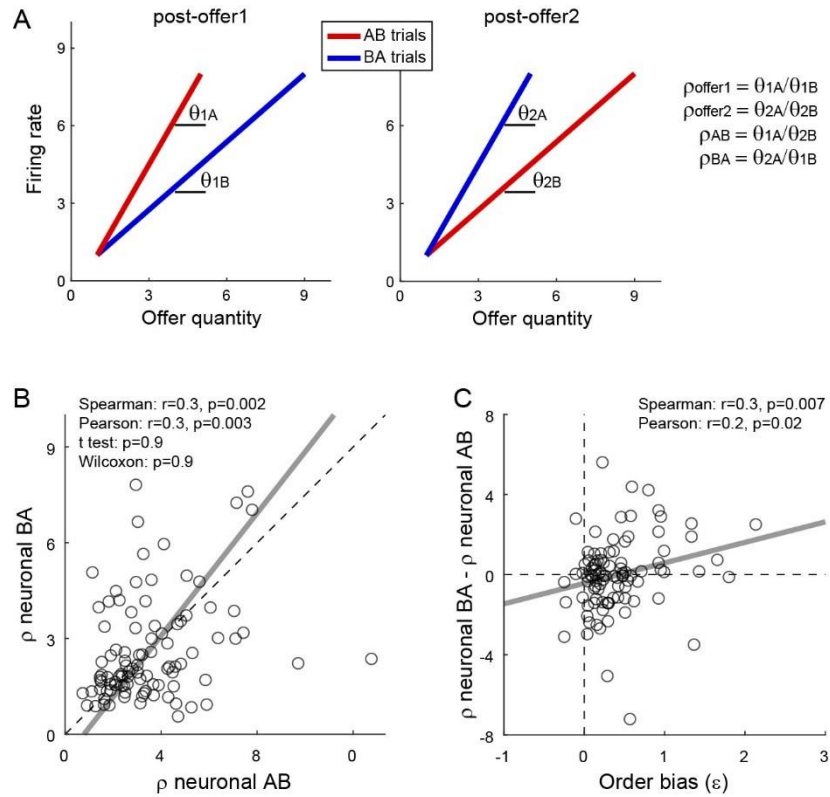 A
post-offer1
post-offer2
AB trials
BA trials
9
6
3
0
Firing rate
θ1A
θ1B
0 3 6 9
Offer quantity
θ2A
θ2B
0 3 6 9
Offer quantity
ρoffer1 = θ1A/θ1B
ρoffer2 = θ2A/θ2B
ρAB = θ1A/θ2B
ρBA = θ2A/θ1B
B
Spearman: r=0.3, p=0.002
Pearson: r=0.3, p=0.003
t test: p=0.9
Wilcoxon: p=0.9
9
6
3
0
ρ neuronal BA
0 4 8 0
ρ neuronal AB
C
Spearman: r=0.3, p=0.007
Pearson: r=0.2, p=0.02
8
4
0
-4
-8
ρ neuronal BA - ρ neuronal AB
-1 0 1 2 3
Order bias (ε)